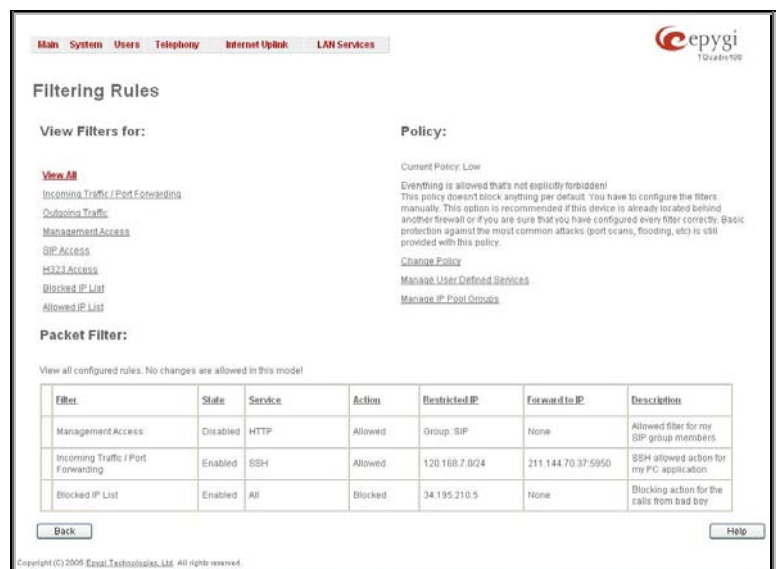 Main System Users Telephony Internet Uplink LAN Services
epygi
TQuadro100
Filtering Rules
View Filters for:
View All
Incoming Traffic / Port Forwarding
Outgoing Traffic
Management Access
SIP Access
H323 Access
Blocked IP List
Allowed IP List
Policy:
Current Policy: Low
Everything is allowed that's not explicitly forbidden!
This policy doesn't block anything per default. You have to configure the filters
manually. This option is recommended if this device is already located behind
another firewall or if you are sure that you have configured every filter correctly. Basic
protection against the most common attacks (port scans, flooding, etc) is still
provided with this policy.
Change Policy
Manage User Defined Services
Manage IP Pool Groups
Packet Filter:
View all configured rules. No changes are allowed in this mode!
Filter State Service Action Restricted IP Forward to IP Description
Management Access Disabled HTTP Allowed Group: SIP None Allowed filter for my
SIP group members
Incoming Traffic / Port
Forwarding Enabled SSH Allowed 120.168.7.0/24 211.144.70.37:5950 SSH allowed action for
my PC application
Blocked IP List Enabled All Blocked 34.195.210.5 None Blocking action for the
calls from bad boy
Back Help
Copyright (C) 2005 Epygi Technologies, Ltd. All rights reserved.